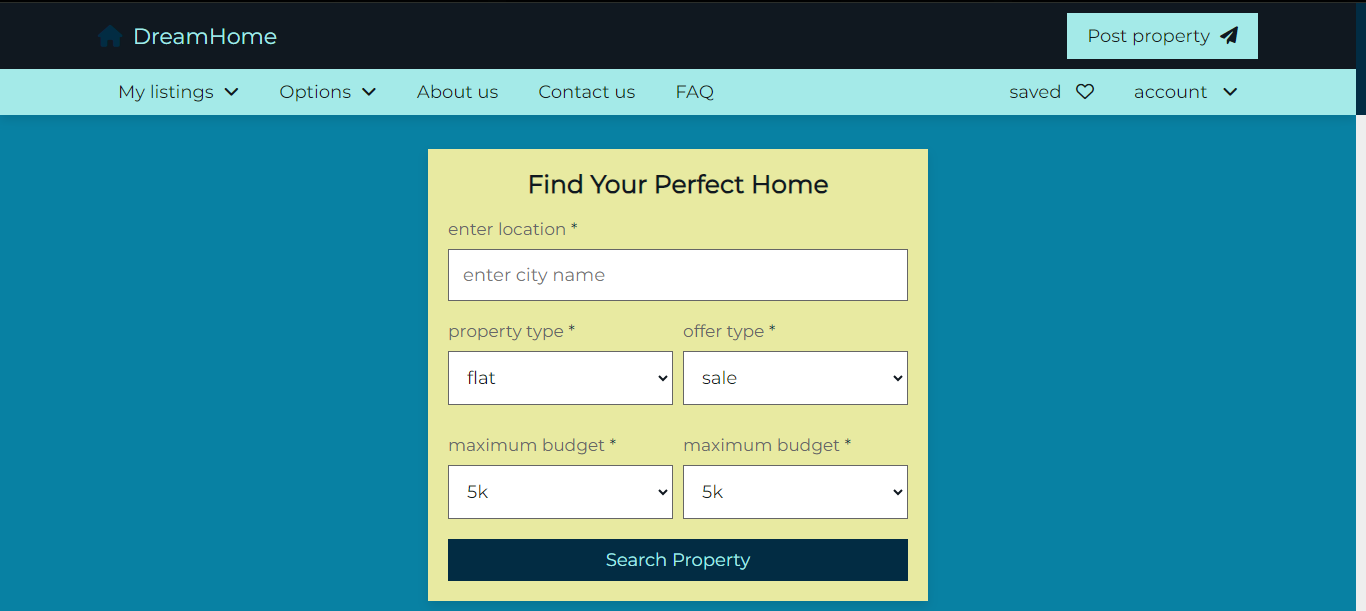 DreamHome Post property
My listings Options About us Contact us FAQ saved account
Find Your Perfect Home
enter location *
enter city name
property type * offer type *
flat sale
maximum budget * maximum budget *
5k 5k
Search Property